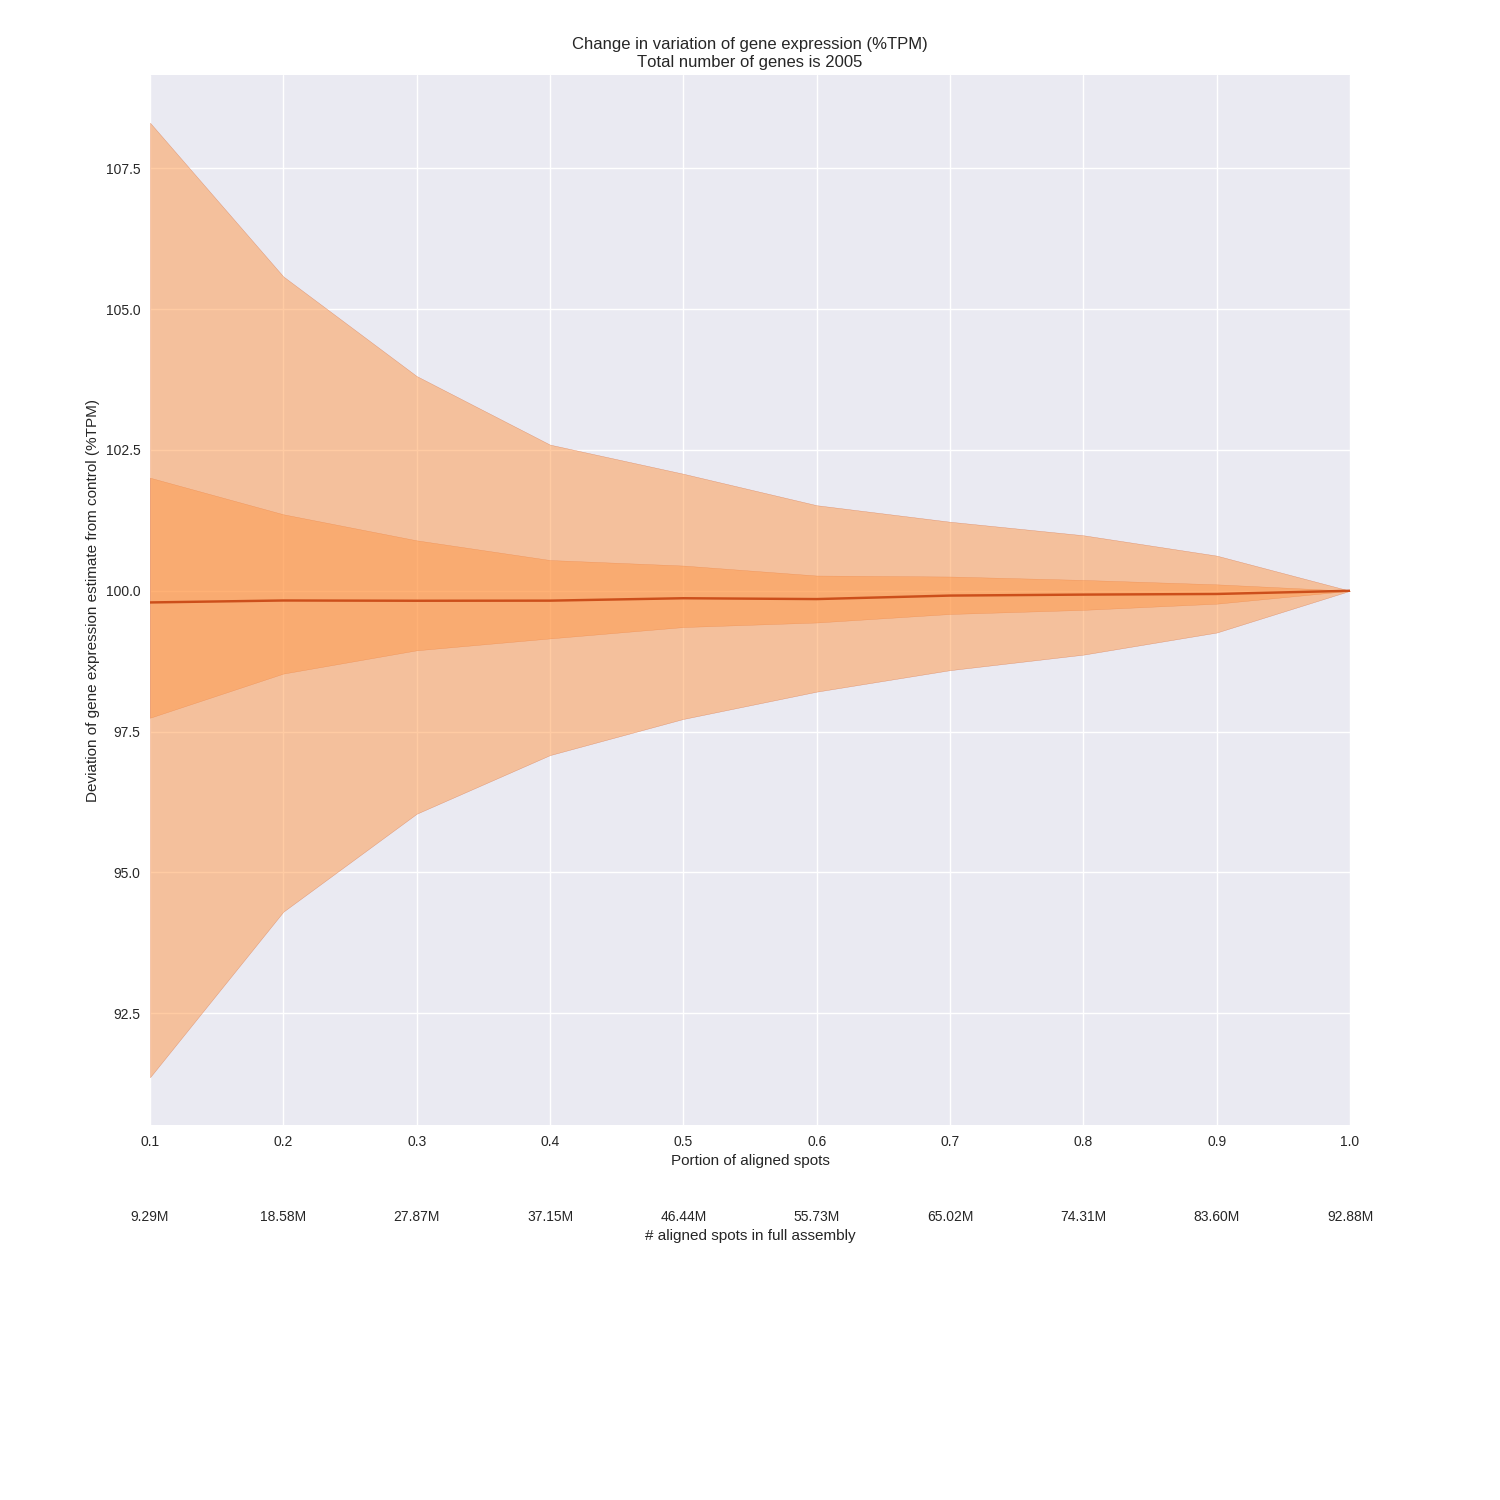 Change in variation of gene expression (%TPM)
Total number of genes is 2005
Deviation of gene expression estimate from control (%TPM)
107.5
105.0
102.5
100.0
97.5
95.0
92.5
0.1 0.2 0.3 0.4 0.5 0.6 0.7 0.8 0.9 1.0
Portion of aligned spots
9.29M 18.58M 27.87M 37.15M 46.44M 55.73M 65.02M 74.31M 83.60M 92.88M
# aligned spots in full assembly